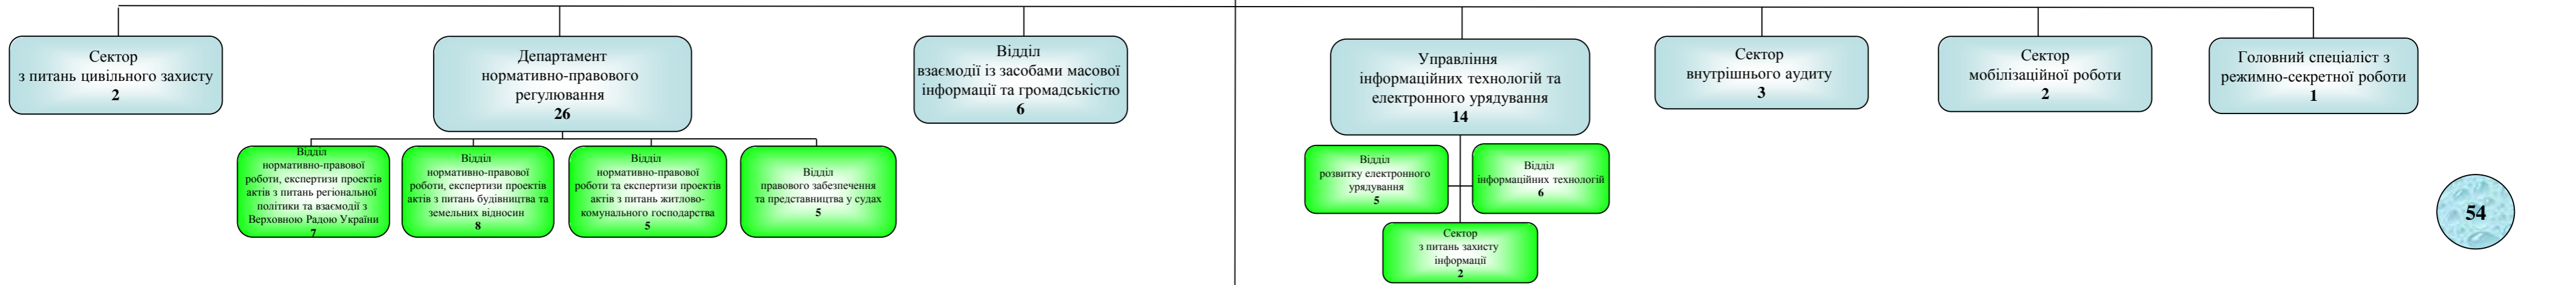 Сектор
з питань цивільного захисту
2
Департамент
нормативно-правового
регулювання
26
Відділ
взаємодії із засобами масової
інформації та громадськістю
6
Управління
інформаційних технологій та
електронного урядування
14
Сектор
внутрішнього аудиту
3
Сектор
мобілізаційної роботи
2
Головний спеціаліст з
режимно-секретної роботи
1
Відділ
нормативно-правової
роботи, експертизи проектів
актів з питань регіональної
політики та взаємодії з
Верховною Радою України
7
Відділ
нормативно-правової
роботи, експертизи проектів
актів з питань будівництва та
земельних відносин
8
Відділ
нормативно-правової
роботи та експертизи проектів
актів з питань житлово-
комунального господарства
5
Відділ
правового забезпечення
та представництва у судах
5
Відділ
розвитку електронного
урядування
5
Відділ
інформаційних технологій
6
Сектор
з питань захисту
інформації
2
54